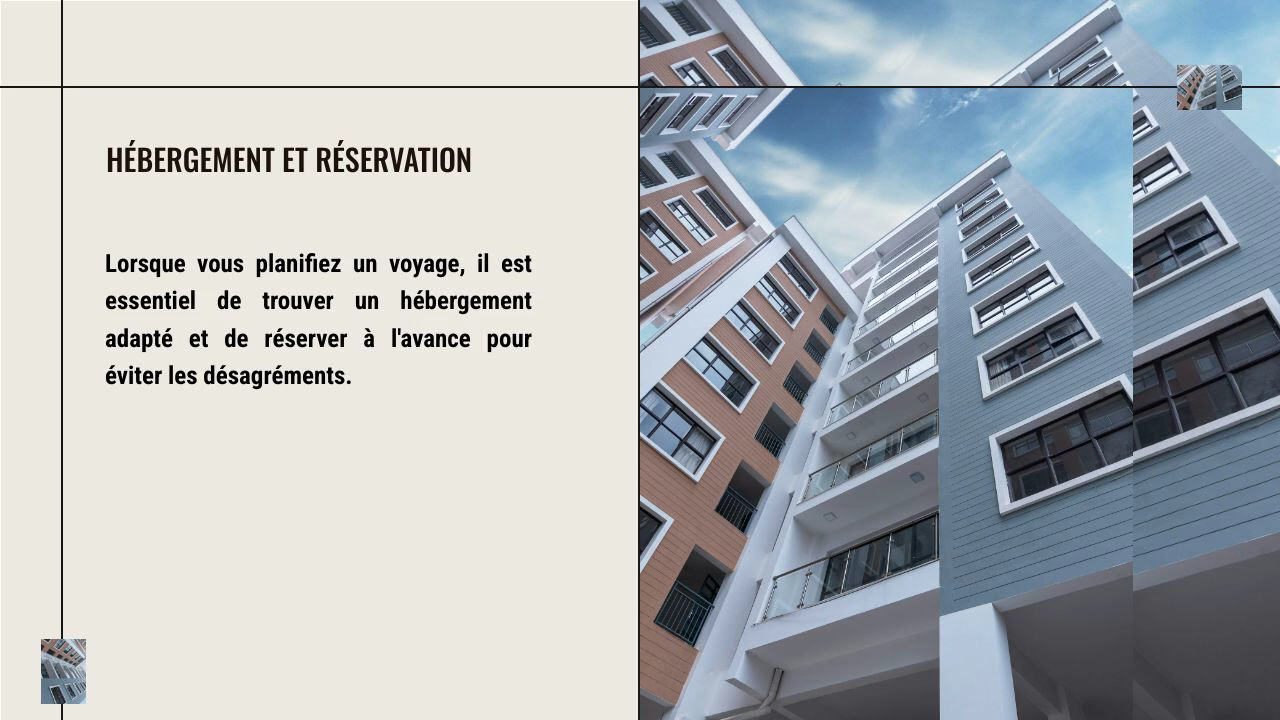 HÉBERGEMENT ET RÉSERVATION
Lorsque vous planifiez un voyage, il est
essentiel de trouver un hébergement
adapté et de réserver à l'avance pour
éviter les désagréments.